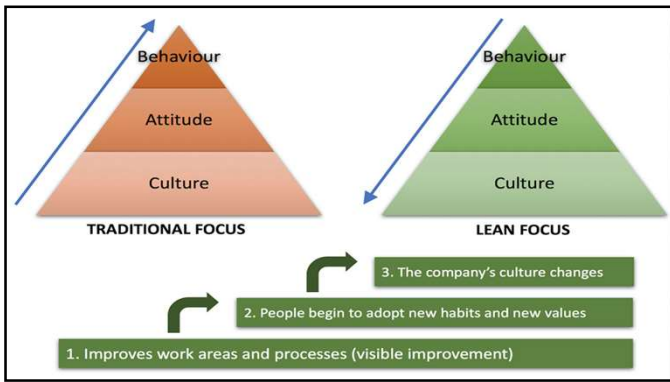 Behaviour
Attitude
Culture
TRADITIONAL FOCUS
Behaviour
Attitude
Culture
LEAN FOCUS
3. The company's culture changes
2. People begin to adopt new habits and new values
1. Improves work areas and processes (visible improvement)